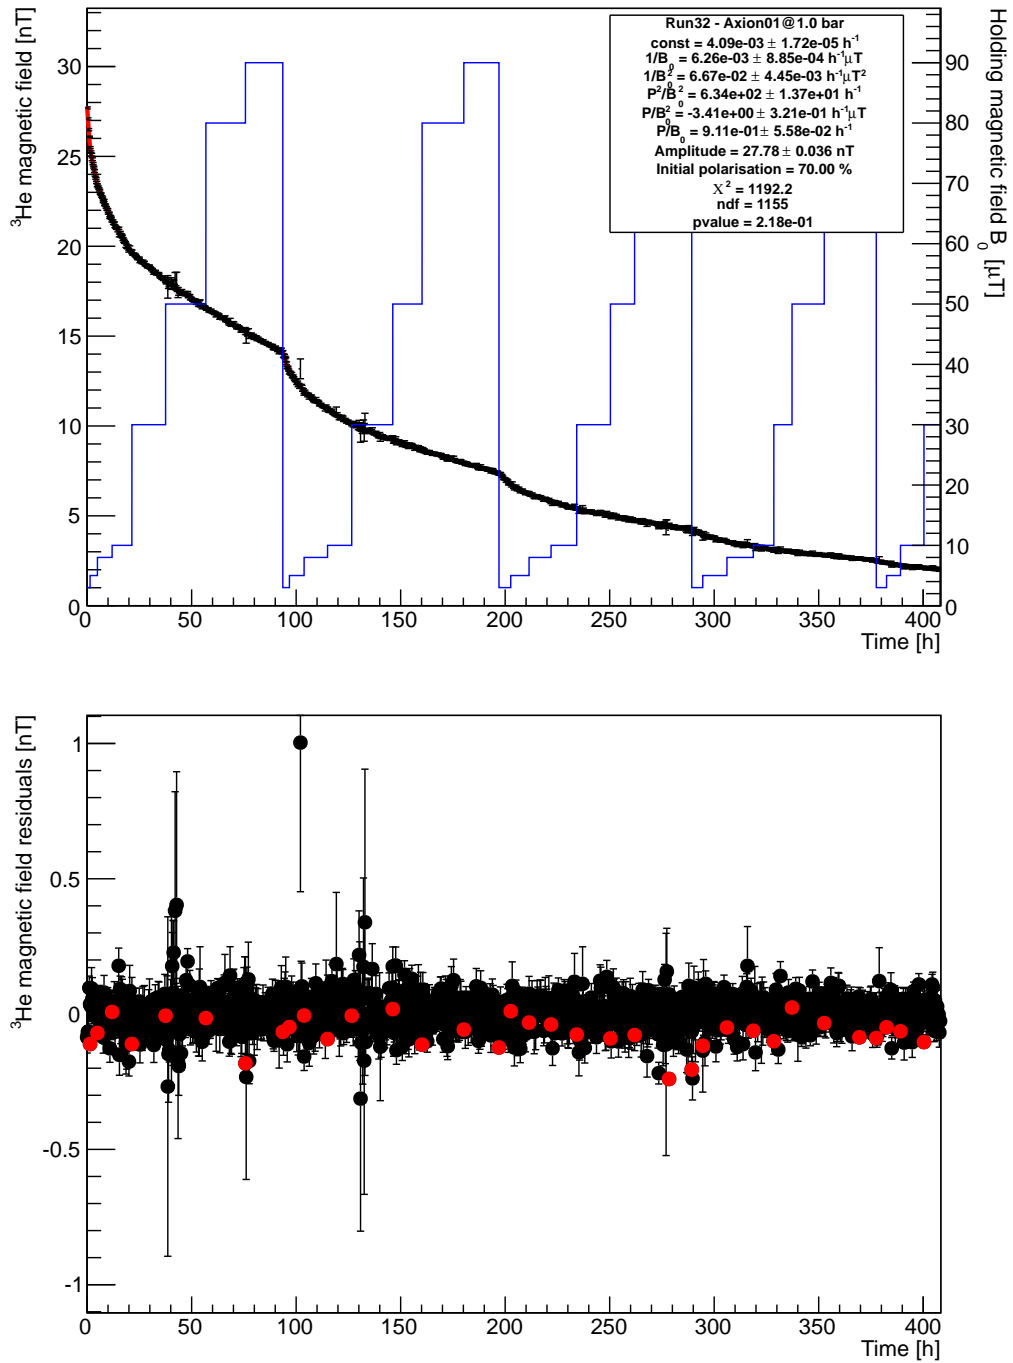 ³He magnetic field [nT]
Holding magnetic field B₀ [μT]
Run32 - Axion01@1.0 bar
const = 4.09e-03 ± 1.72e-05 h⁻¹
1/B₀ = 6.26e-03 ± 8.85e-04 h⁻¹μT
1/B₀² = 6.67e-02 ± 4.45e-03 h⁻¹μT²
P²/B₀² = 6.34e+02 ± 1.37e+01 h⁻¹
P/B₀² = -3.41e+00 ± 3.21e-01 h⁻¹μT
P/B₀ = 9.11e-01 ± 5.58e-02 h⁻¹
Amplitude = 27.78 ± 0.036 nT
Initial polarisation = 70.00 %
Χ² = 1192.2
ndf = 1155
pvalue = 2.18e-01
30
25
20
15
10
5
0
90
80
70
60
50
40
30
20
10
0
0 50 100 150 200 250 300 350 400
Time [h]
³He magnetic field residuals [nT]
1
0.5
0
-0.5
-1
0 50 100 150 200 250 300 350 400
Time [h]